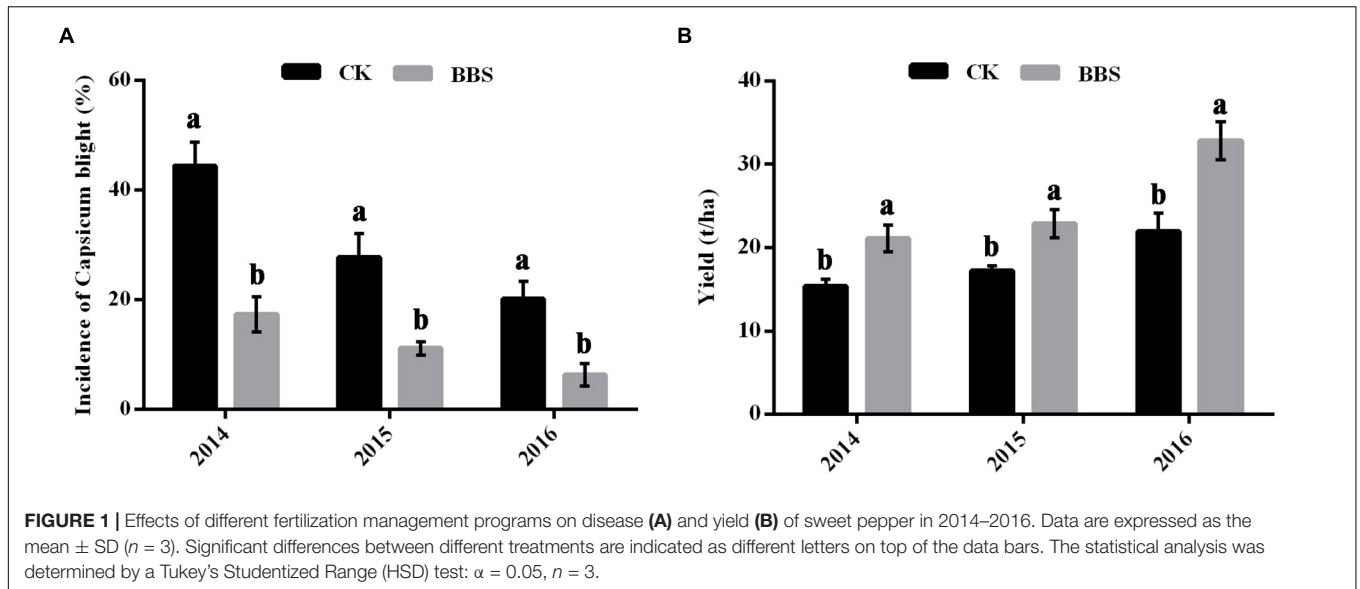 A
CK BBS
Incidence of Capsicum blight (%)
60
40
20
0
a
b
a
b
a
b
2014
2015
2016
B
CK BBS
Yield (t/ha)
40
30
20
10
0
b
a
b
a
b
a
2014
2015
2016
FIGURE 1 | Effects of different fertilization management programs on disease (A) and yield (B) of sweet pepper in 2014–2016. Data are expressed as the
mean ± SD (n = 3). Significant differences between different treatments are indicated as different letters on top of the data bars. The statistical analysis was
determined by a Tukey's Studentized Range (HSD) test: α = 0.05, n = 3.